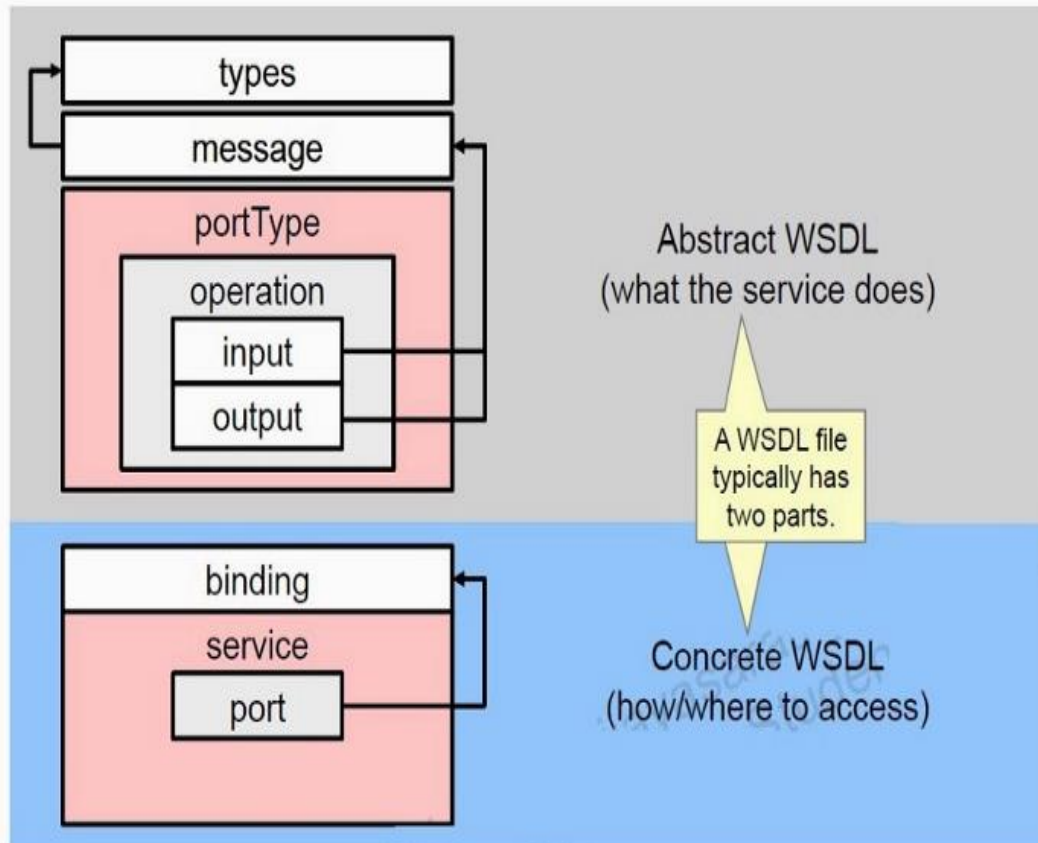 types
message
portType
operation
input
output
Abstract WSDL
(what the service does)
A WSDL file
typically has
two parts.
binding
service
port
Concrete WSDL
(how/where to access)